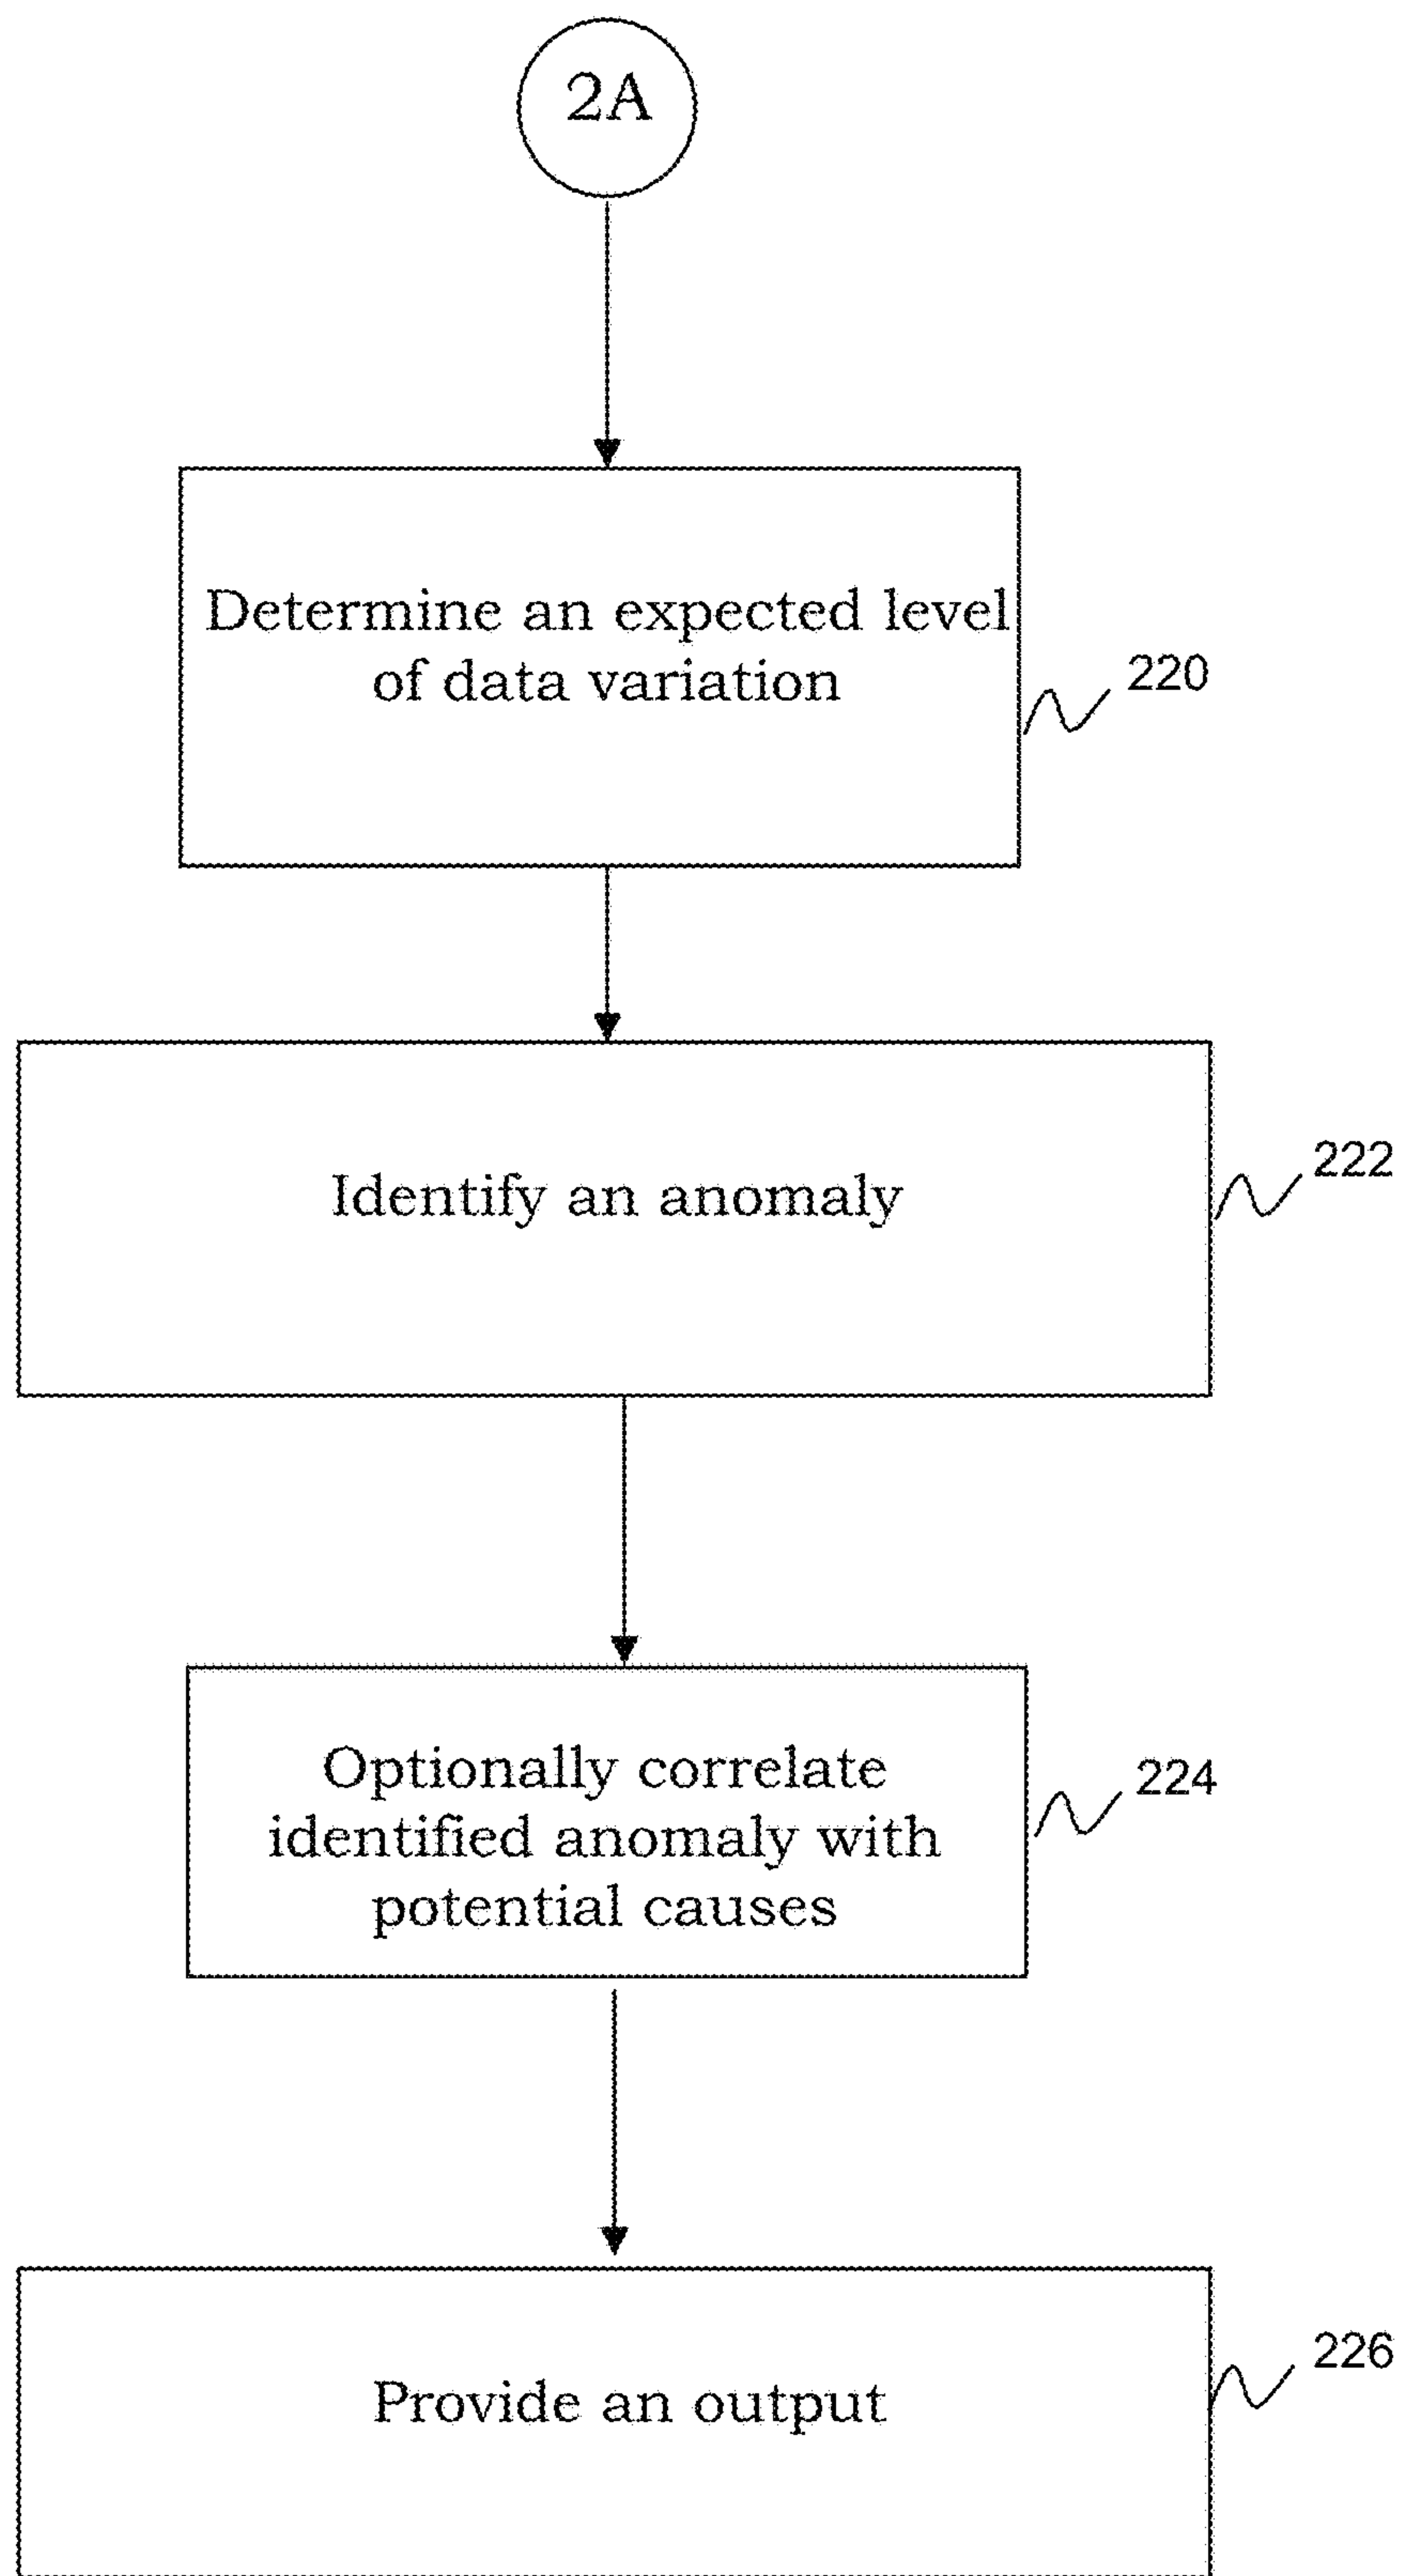 2A
Determine an expected level
of data variation
220
Identify an anomaly
222
Optionally correlate
identified anomaly with
potential causes
224
Provide an output
226